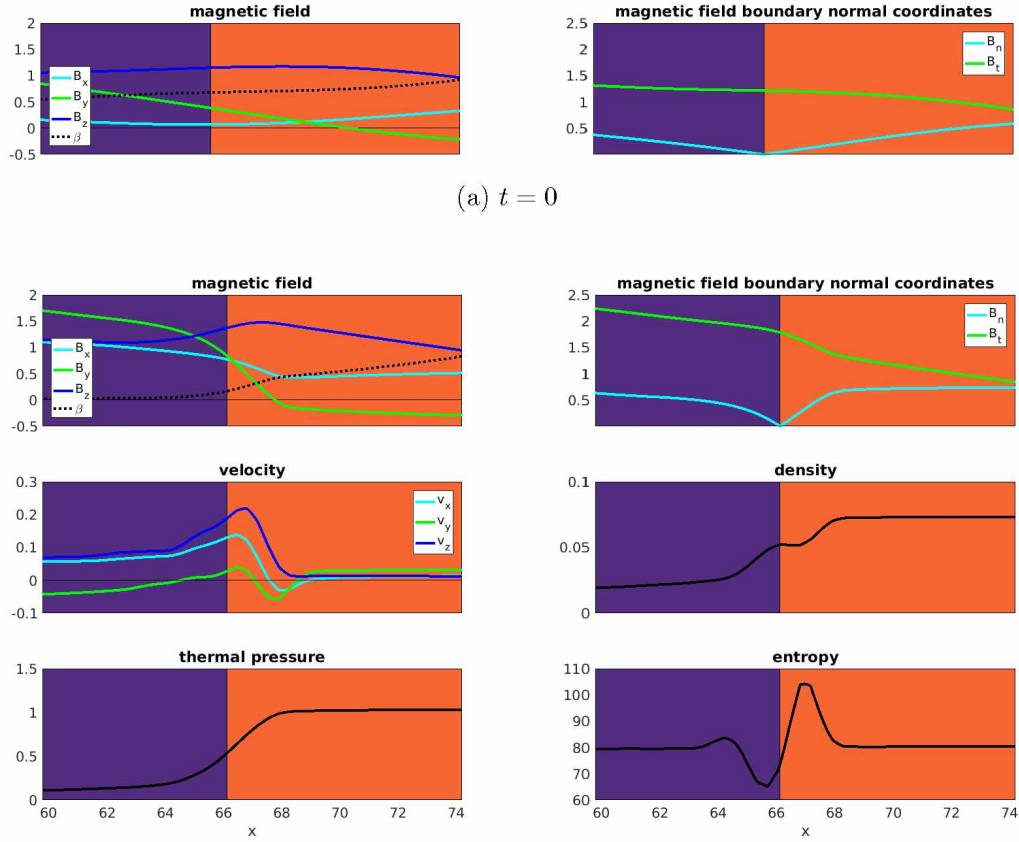 magnetic field
2
1.5
1
0.5
0
-0.5
B_x
B_y
B_z
β
magnetic field boundary normal coordinates
2.5
2
1.5
1
0.5
B_n
B_t
(a) t = 0
magnetic field
2
1.5
1
0.5
0
-0.5
B_x
B_y
B_z
β
magnetic field boundary normal coordinates
2.5
2
1.5
1
0.5
B_n
B_t
velocity
0.3
0.2
0.1
0
-0.1
v_x
v_y
v_z
density
0.1
0.05
0
thermal pressure
1.5
1
0.5
0
60 62 64 66 68 70 72 74
x
entropy
110
100
90
80
70
60
60 62 64 66 68 70 72 74
x